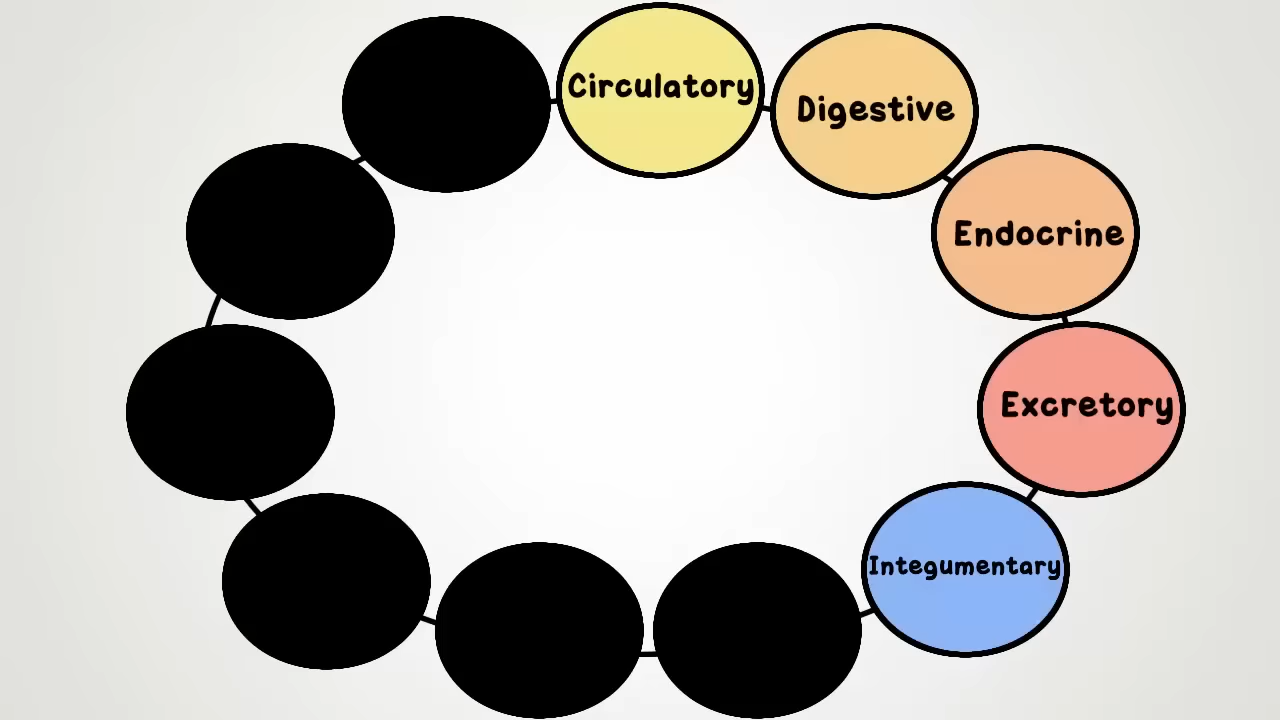 Circulatory
Digestive
Endocrine
Excretory
Integumentary